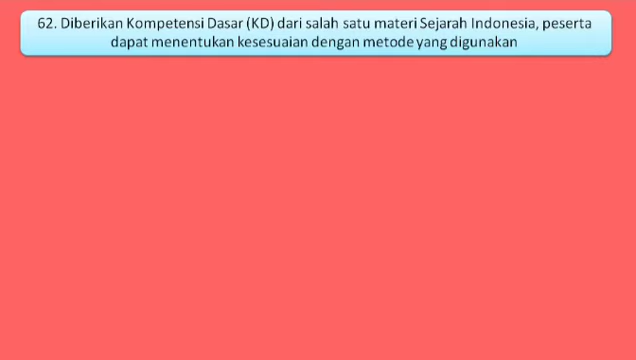 62. Diberikan Kompetensi Dasar (KD) dari salah satu materi Sejarah Indonesia, peserta
dapat menentukan kesesuaian dengan metode yang digunakan